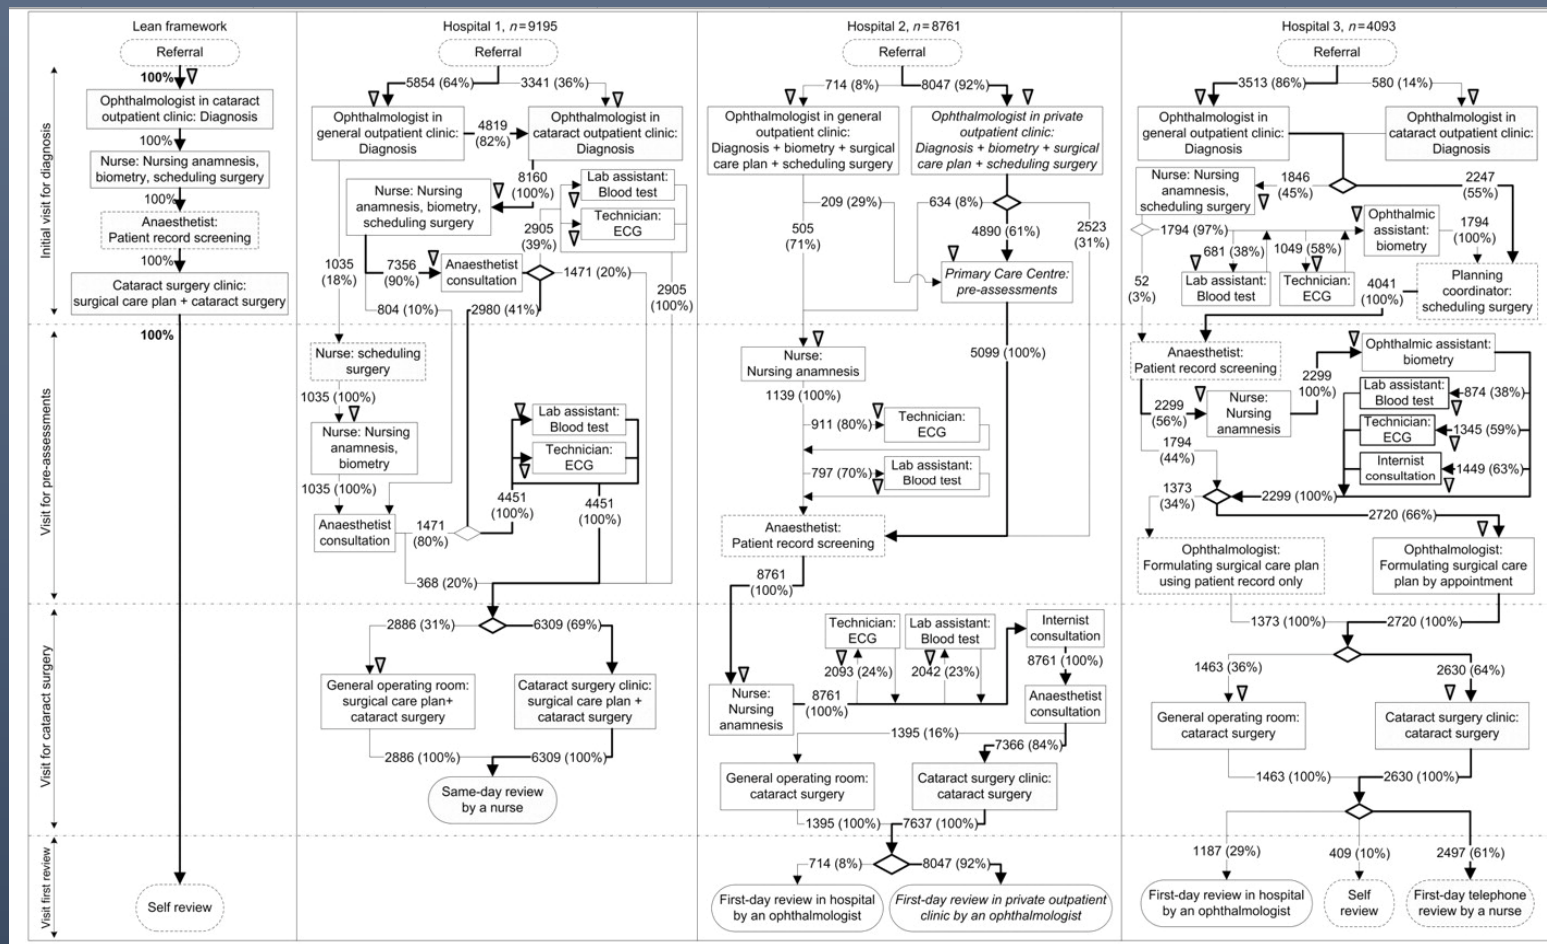 Lean framework
Referral
100%
Ophthalmologist in cataract
outpatient clinic: Diagnosis
100%
Nurse: Nursing anamnesis,
biometry, scheduling surgery
100%
Anaesthetist:
Patient record screening
100%
Cataract surgery clinic:
surgical care plan + cataract surgery
100%
Self review
Initial visit for diagnosis
Visit for pre-assessments
Visit for cataract surgery
Visit first review
Hospital 1, n=9195
Referral
5854 (64%)
3341 (36%)
Ophthalmologist in
general outpatient clinic:
Diagnosis
4819
(82%)
Ophthalmologist in
cataract outpatient clinic:
Diagnosis
8160
(100%)
Lab assistant:
Blood test
Nurse: Nursing
anamnesis, biometry,
scheduling surgery
2905
(39%)
Technician:
ECG
1035
(18%)
7356
(90%)
Anaesthetist
consultation
1471 (20%)
2905
(100%)
804 (10%)
2980 (41%)
Nurse: scheduling
surgery
1035 (100%)
Nurse: Nursing
anamnesis,
biometry
Lab assistant:
Blood test
Technician:
ECG
1035 (100%)
4451
(100%)
4451
(100%)
Anaesthetist
consultation
1471
(80%)
368 (20%)
2886 (31%)
6309 (69%)
General operating room:
surgical care plan+
cataract surgery
Cataract surgery clinic:
surgical care plan +
cataract surgery
2886 (100%)
6309 (100%)
Same-day review
by a nurse
Hospital 2, n=8761
Referral
714 (8%)
8047 (92%)
Ophthalmologist in general
outpatient clinic:
Diagnosis + biometry + surgical
care plan + scheduling surgery
Ophthalmologist in private
outpatient clinic:
Diagnosis + biometry + surgical
care plan + scheduling surgery
209 (29%)
634 (8%)
505
(71%)
4890 (61%)
2523
(31%)
Primary Care Centre:
pre-assessments
Nurse:
Nursing anamnesis
5099 (100%)
1139 (100%)
911 (80%)
Technician:
ECG
797 (70%)
Lab assistant:
Blood test
Anaesthetist:
Patient record screening
8761
(100%)
Technician:
ECG
Lab assistant:
Blood test
Internist
consultation
2093 (24%)
2042 (23%)
8761 (100%)
Nurse:
Nursing
anamnesis
8761
(100%)
Anaesthetist
consultation
1395 (16%)
7366 (84%)
General operating room:
cataract surgery
Cataract surgery clinic:
cataract surgery
1395 (100%)
7637 (100%)
714 (8%)
8047 (92%)
First-day review in hospital
by an ophthalmologist
First-day review in private outpatient
clinic by an ophthalmologist
Hospital 3, n=4093
Referral
3513 (86%)
580 (14%)
Ophthalmologist in
general outpatient clinic:
Diagnosis
Ophthalmologist in
cataract outpatient clinic:
Diagnosis
Nurse: Nursing
anamnesis,
scheduling surgery
1846
(45%)
2247
(55%)
1794 (97%)
Ophthalmic
assistant:
biometry
1794
(100%)
681 (38%)
1049 (58%)
52
(3%)
Lab assistant:
Blood test
Technician:
ECG
4041
(100%)
Planning
coordinator:
scheduling surgery
Anaesthetist:
Patient record screening
Ophthalmic assistant:
biometry
2299
100%)
Lab assistant:
Blood test
874 (38%)
2299
(56%)
Nurse:
Nursing
anamnesis
Technician:
ECG
1345 (59%)
1794
(44%)
Internist
consultation
1449 (63%)
1373
(34%)
2299 (100%)
2720 (66%)
Ophthalmologist:
Formulating surgical care plan
using patient record only
Ophthalmologist:
Formulating surgical care
plan by appointment
1373 (100%)
2720 (100%)
1463 (36%)
2630 (64%)
General operating room:
cataract surgery
Cataract surgery clinic:
cataract surgery
1463 (100%)
2630 (100%)
1187 (29%)
409 (10%)
2497 (61%)
First-day review in hospital
by an ophthalmologist
Self
review
First-day telephone
review by a nurse